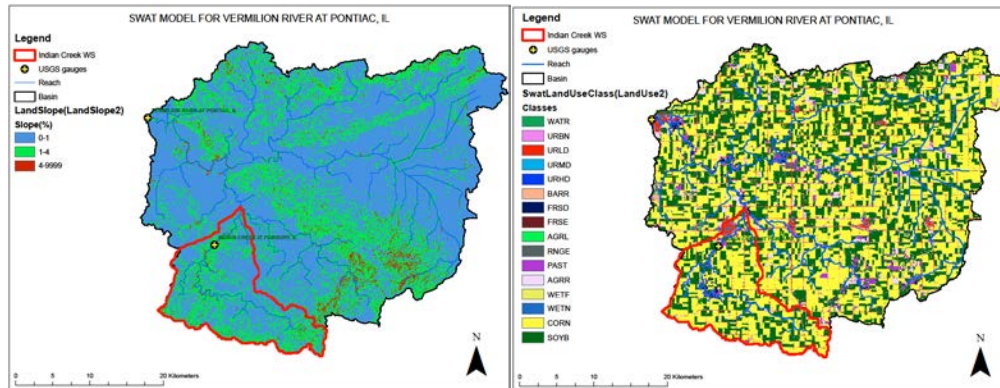 SWAT MODEL FOR VERMILION RIVER AT PONTIAC, IL
Legend
Indian Creek WS
USGS gauges
Reach
Basin
LandSlope(LandSlope2)
Slope(%)
0-1
1-4
4-9999
N
0 5 10 20 Kilometers
SWAT MODEL FOR VERMILION RIVER AT PONTIAC, IL
Legend
Indian Creek WS
USGS gauges
Reach
Basin
SwatLandUseClass(LandUse2)
Classes
WATR
URBN
URLD
URMD
URHD
BARR
FRSD
FRSE
AGRL
RNGE
PAST
AGRR
WETF
WETN
CORN
SOYB
N
0 5 10 20 Kilometers